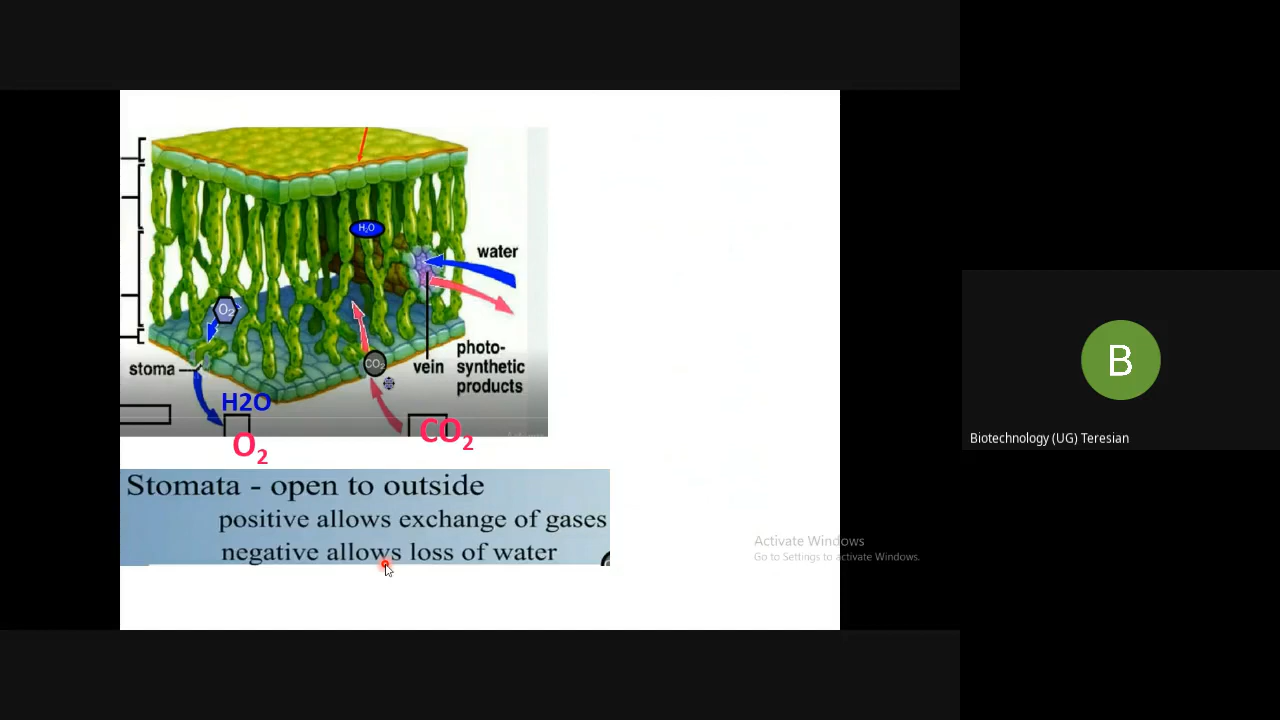 H₂O
water
O₂
stoma
CO₂
vein
photo-
synthetic
products
H2O
O₂
CO₂
Stomata - open to outside
positive allows exchange of gases
negative allows loss of water
Activate Windows
Go to Settings to activate Windows.
B
Biotechnology (UG) Teresian